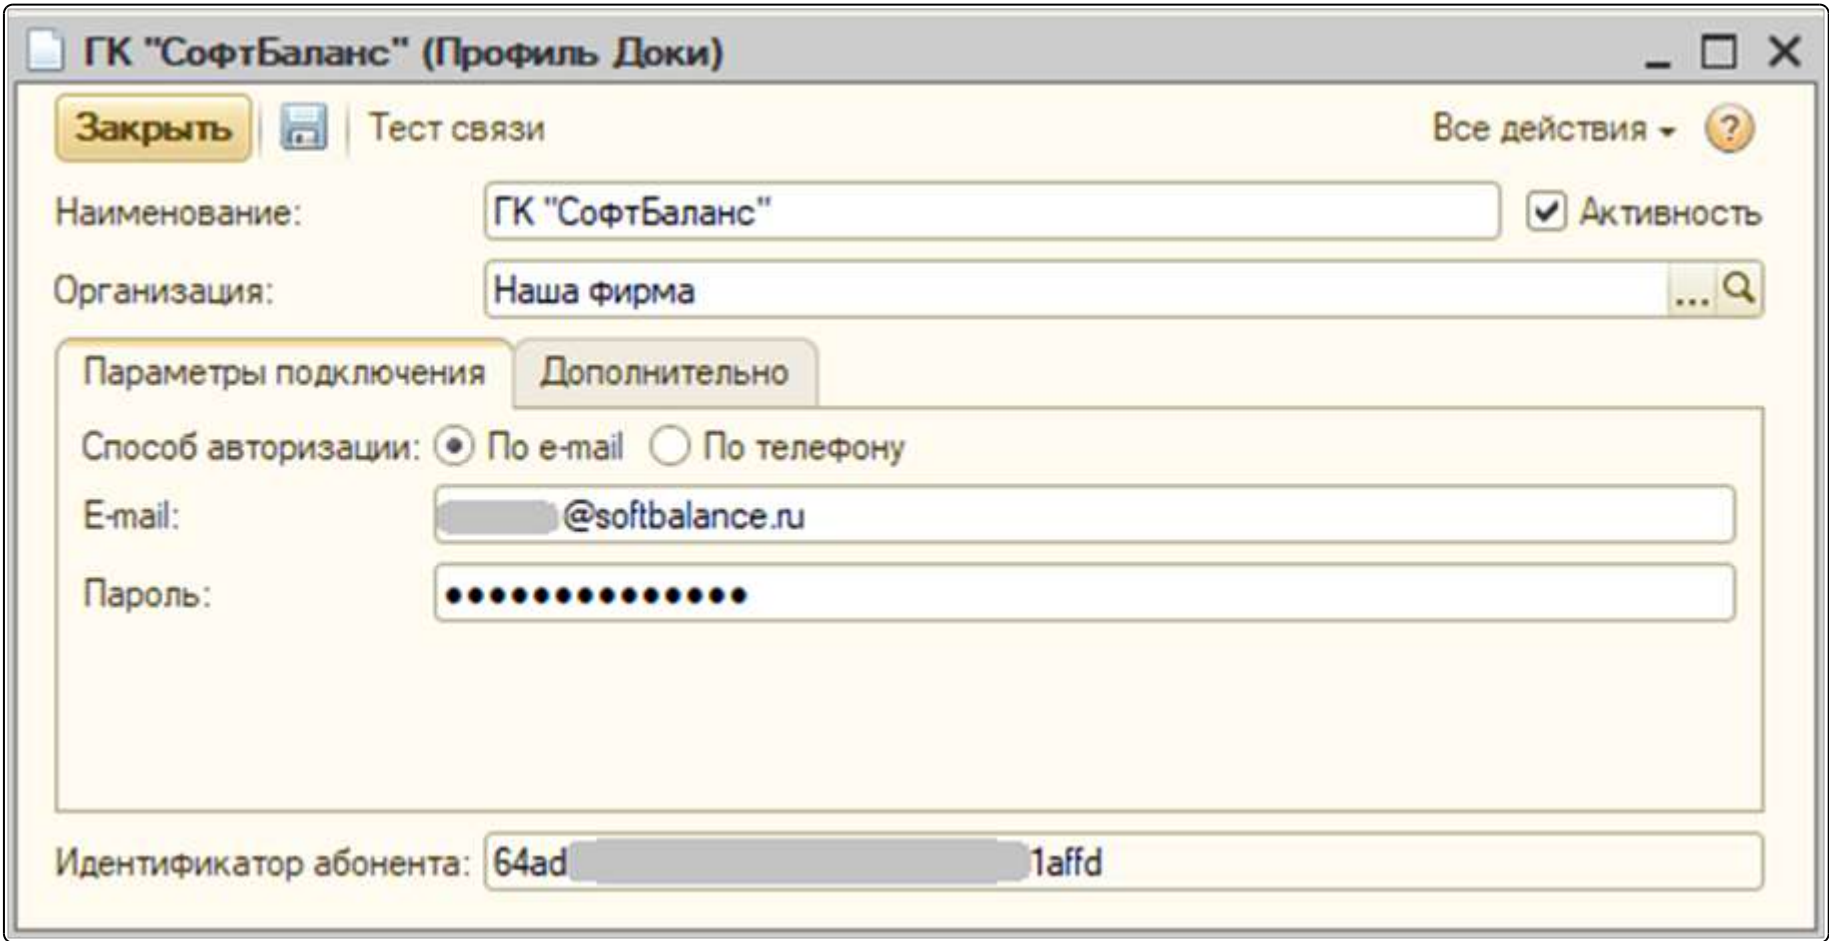 ГК "СофтБаланс" (Профиль Доки)
Закрыть Тест связи Все действия ?
Наименование: ГК "СофтБаланс" Активность
Организация: Наша фирма ...
Параметры подключения Дополнительно
Способ авторизации: По e-mail По телефону
E-mail: @softbalance.ru
Пароль: ••••••••••••••
Идентификатор абонента: 64ad 1affd